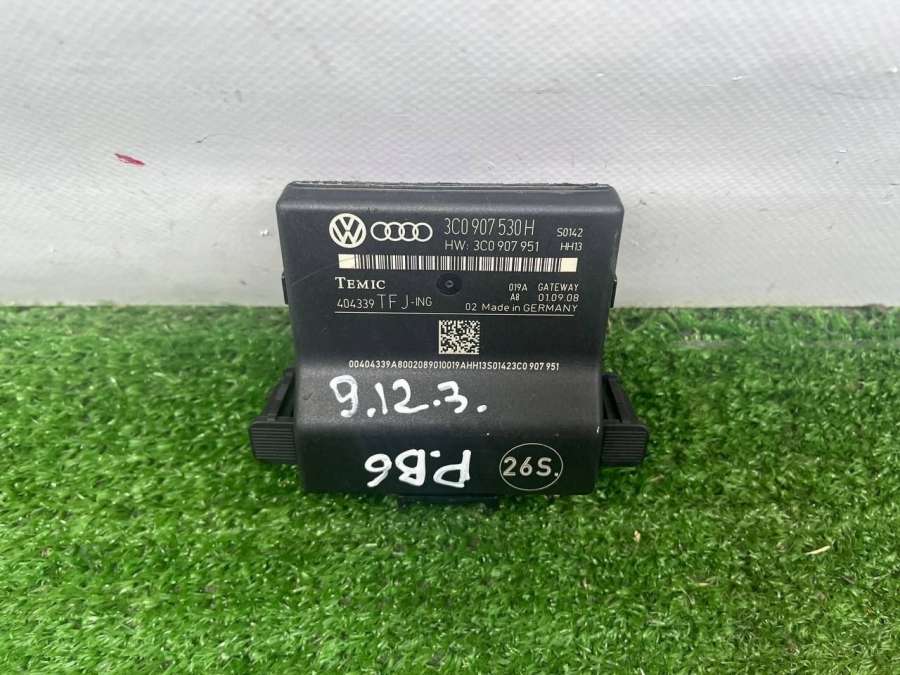 3C0 907 530 H S0142
HW: 3C0 907 951 HH13
TEMIC 019A GATEWAY
A8 01.09.08
404339 TFJ-ING 02 Made in GERMANY
00404339A8002089010019AHH13S01423C0 907 951
9.12.3.
P.B6
26S.